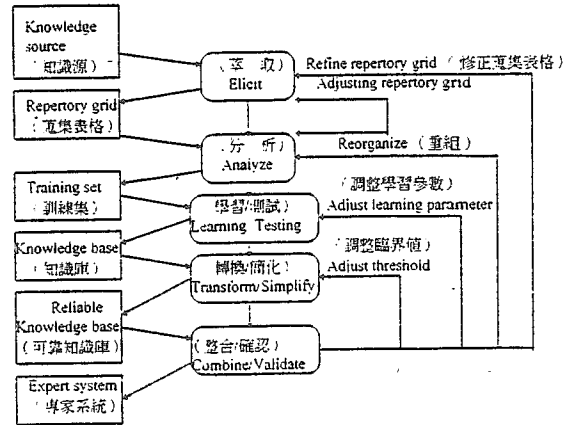 Knowledge
source
（知識源）
（萃 取）
Elicit
Refine repertory grid（修正蒐集表格）
Adjusting repertory grid
Repertory grid
（蒐集表格）
（分 析）
Analyze
Reorganize（重組）
Training set
（訓練集）
（調整學習參數）
Adjust learning parameter
學習/測試）
Learning Testing
Knowledge base
（知識庫）
（調整臨界值）
Adjust threshold
轉換/簡化）
Transform/Simplify
Reliable
Knowledge base
（可靠知識庫）
（整合/確認）
Combine/Validate
Expert system
（專家系統）